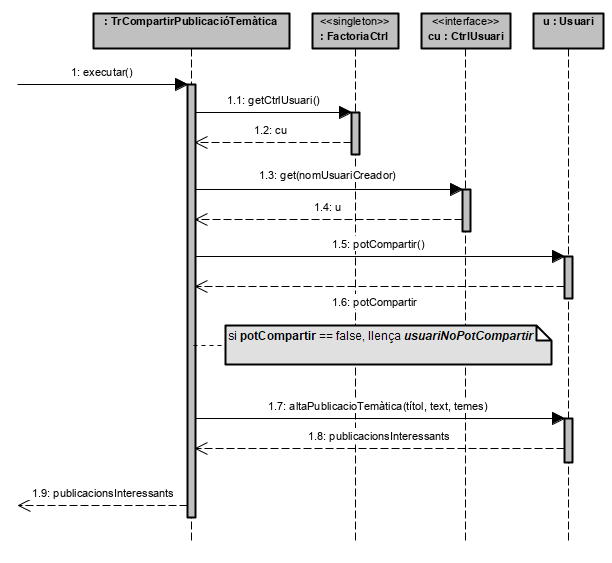 : TrCompartirPublicacióTemàtica
<<singleton>>
: FactoriaCtrl
<<interface>>
cu : CtrlUsuari
u : Usuari
1: executar()
1.1: getCtrlUsuari()
1.2: cu
1.3: get(nomUsuariCreador)
1.4: u
1.5: potCompartir()
1.6: potCompartir
si potCompartir == false, llença usuariNoPotCompartir
1.7: altaPublicacioTemàtica(títol, text, temes)
1.8: publicacionsInteressants
1.9: publicacionsInteressants